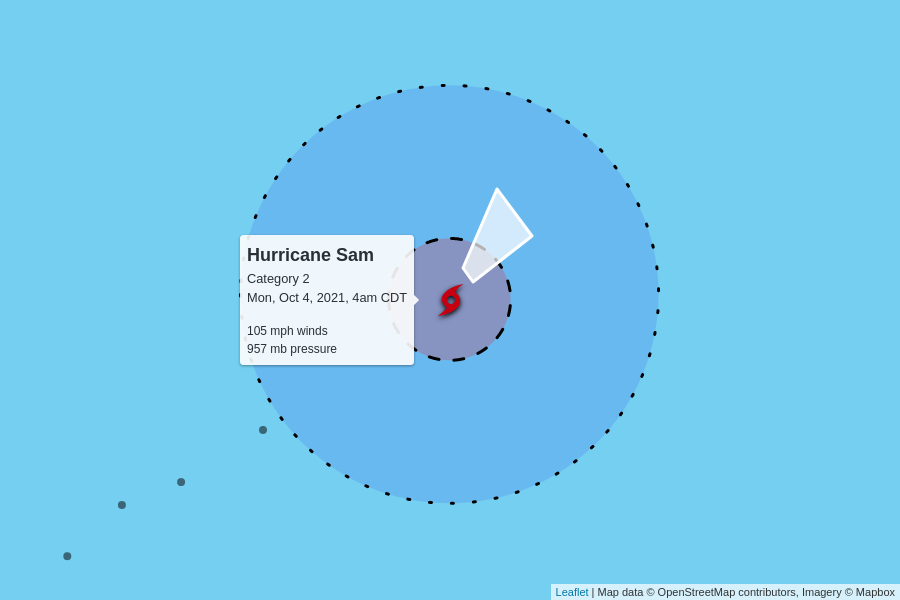 Hurricane Sam
Category 2
Mon, Oct 4, 2021, 4am CDT
105 mph winds
957 mb pressure
Leaflet | Map data © OpenStreetMap contributors, Imagery © Mapbox